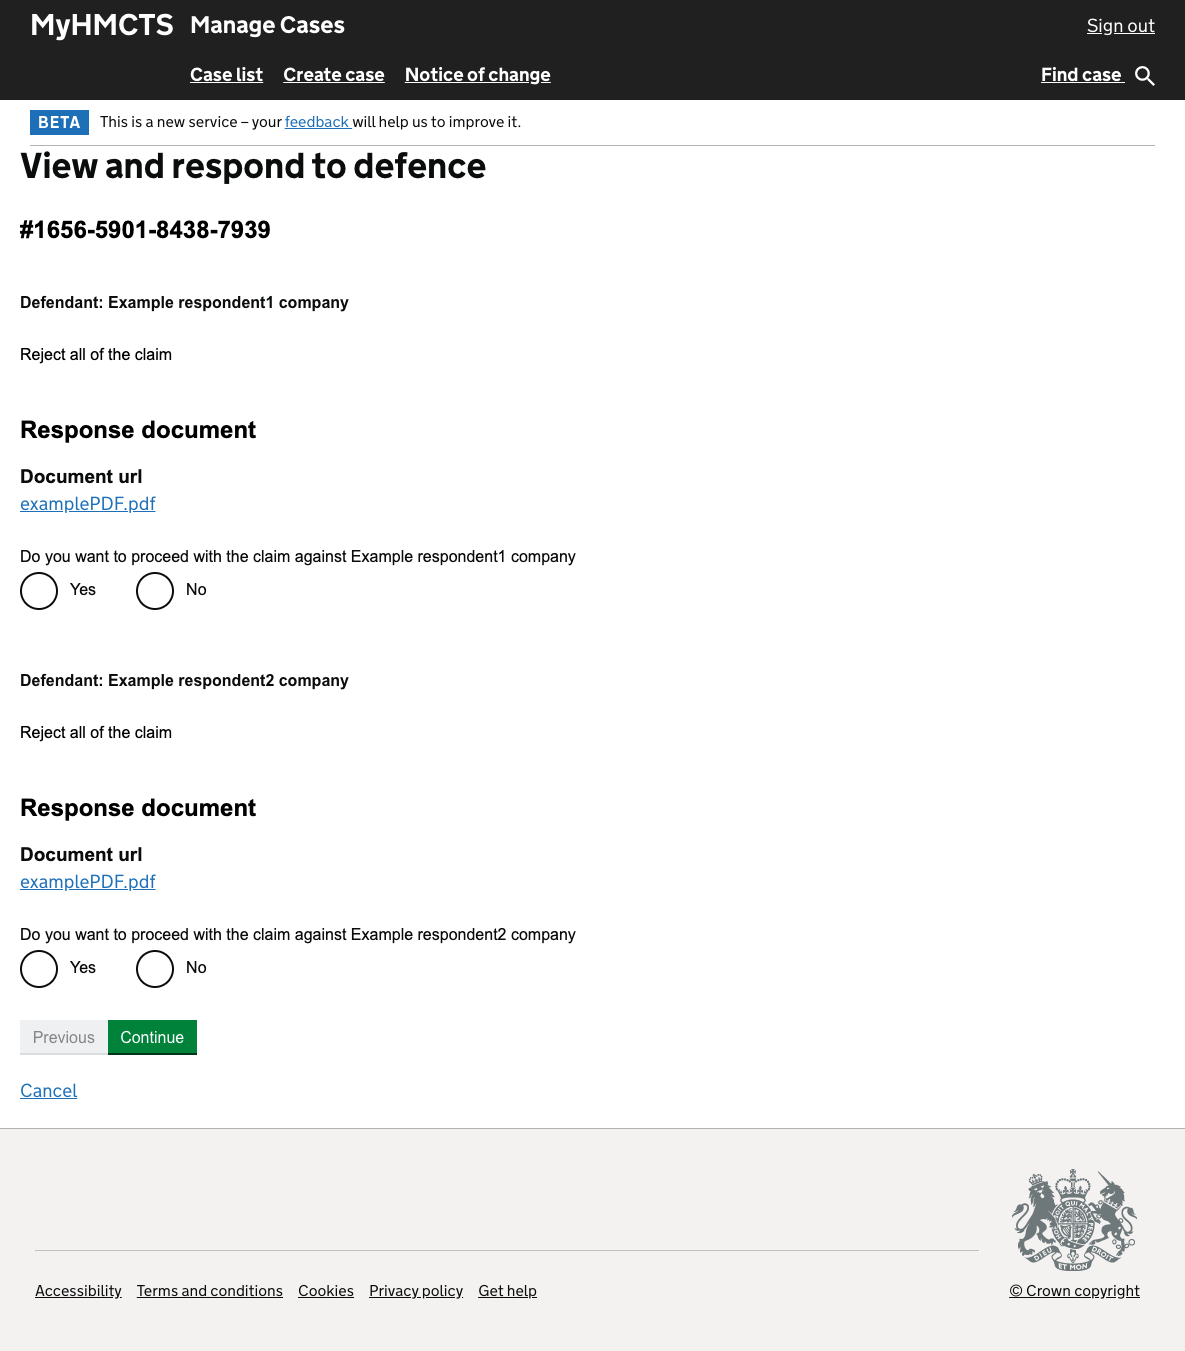 MyHMCTS Manage Cases Sign out
Case list Create case Notice of change Find case
BETA This is a new service – your feedback will help us to improve it.
View and respond to defence
#1656-5901-8438-7939
Defendant: Example respondent1 company
Reject all of the claim
Response document
Document url
examplePDF.pdf
Do you want to proceed with the claim against Example respondent1 company
Yes No
Defendant: Example respondent2 company
Reject all of the claim
Response document
Document url
examplePDF.pdf
Do you want to proceed with the claim against Example respondent2 company
Yes No
Previous Continue
Cancel
DIEU ET MON DROIT
Accessibility Terms and conditions Cookies Privacy policy Get help © Crown copyright